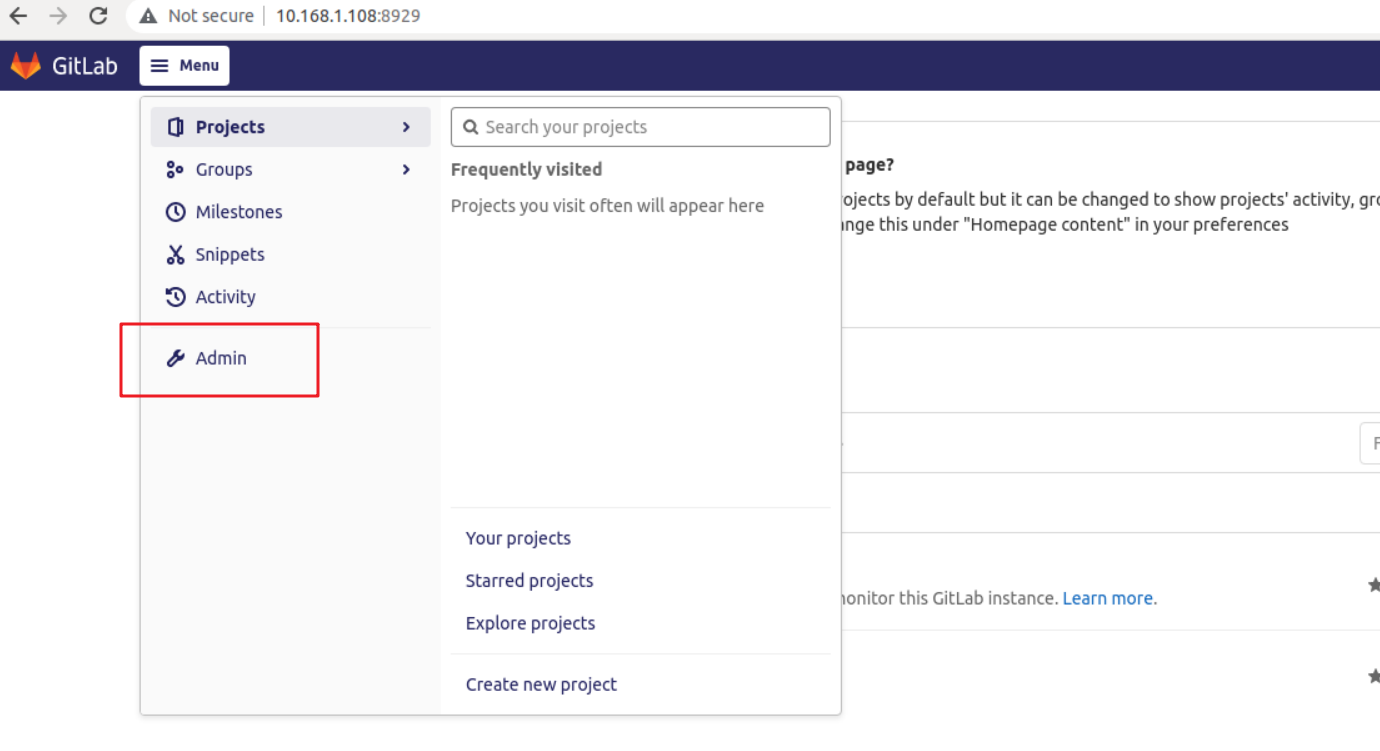 Not secure 10.168.1.108:8929
GitLab Menu
Projects
Groups
Milestones
Snippets
Activity
Admin
Search your projects
Frequently visited
Projects you visit often will appear here
Your projects
Starred projects
Explore projects
Create new project
page?
ojects by default but it can be changed to show projects' activity, gro
ange this under "Homepage content" in your preferences
onitor this GitLab instance. Learn more.